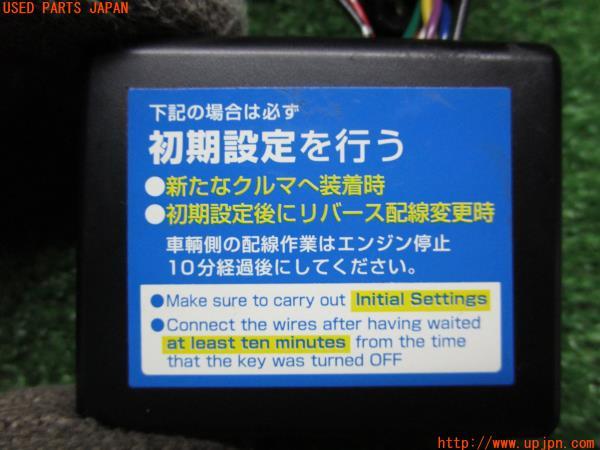 USED PARTS JAPAN
下記の場合は必ず
初期設定を行う
●新たなクルマへ装着時
●初期設定後にリバース配線変更時
車輌側の配線作業はエンジン停止
10分経過後にしてください。
●Make sure to carry out Initial Settings
●Connect the wires after having waited
at least ten minutes from the time
that the key was turned OFF
http://www.upjpn.com/